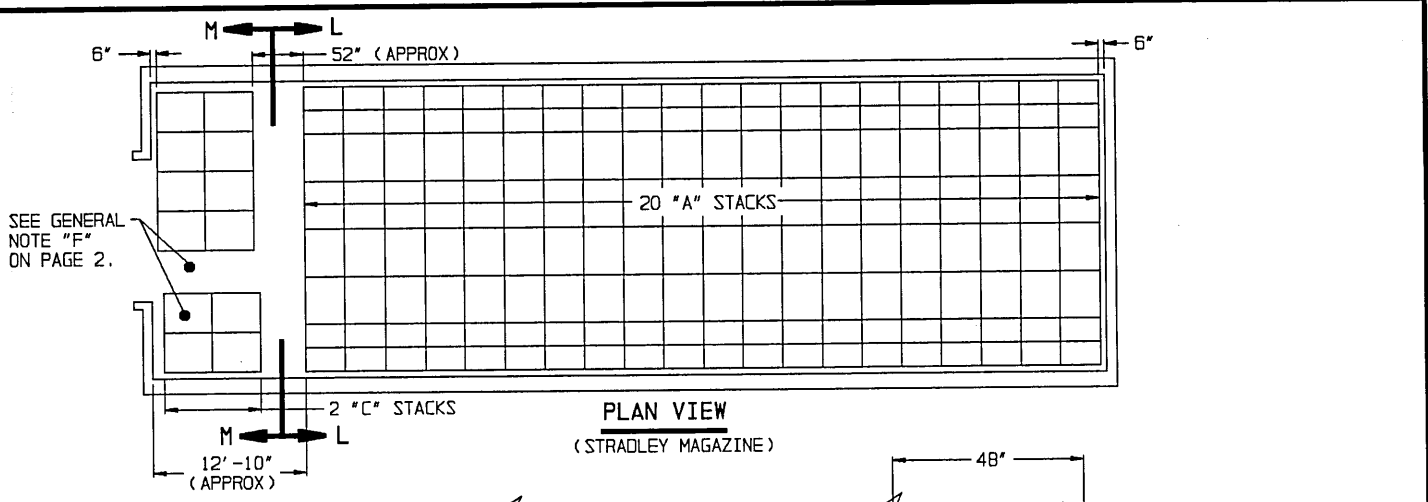 M L
6"
52" (APPROX)
6"
20 "A" STACKS
SEE GENERAL
NOTE "F"
ON PAGE 2.
2 "C" STACKS
PLAN VIEW
(STRADLEY MAGAZINE)
M L
12'-10"
(APPROX)
48"